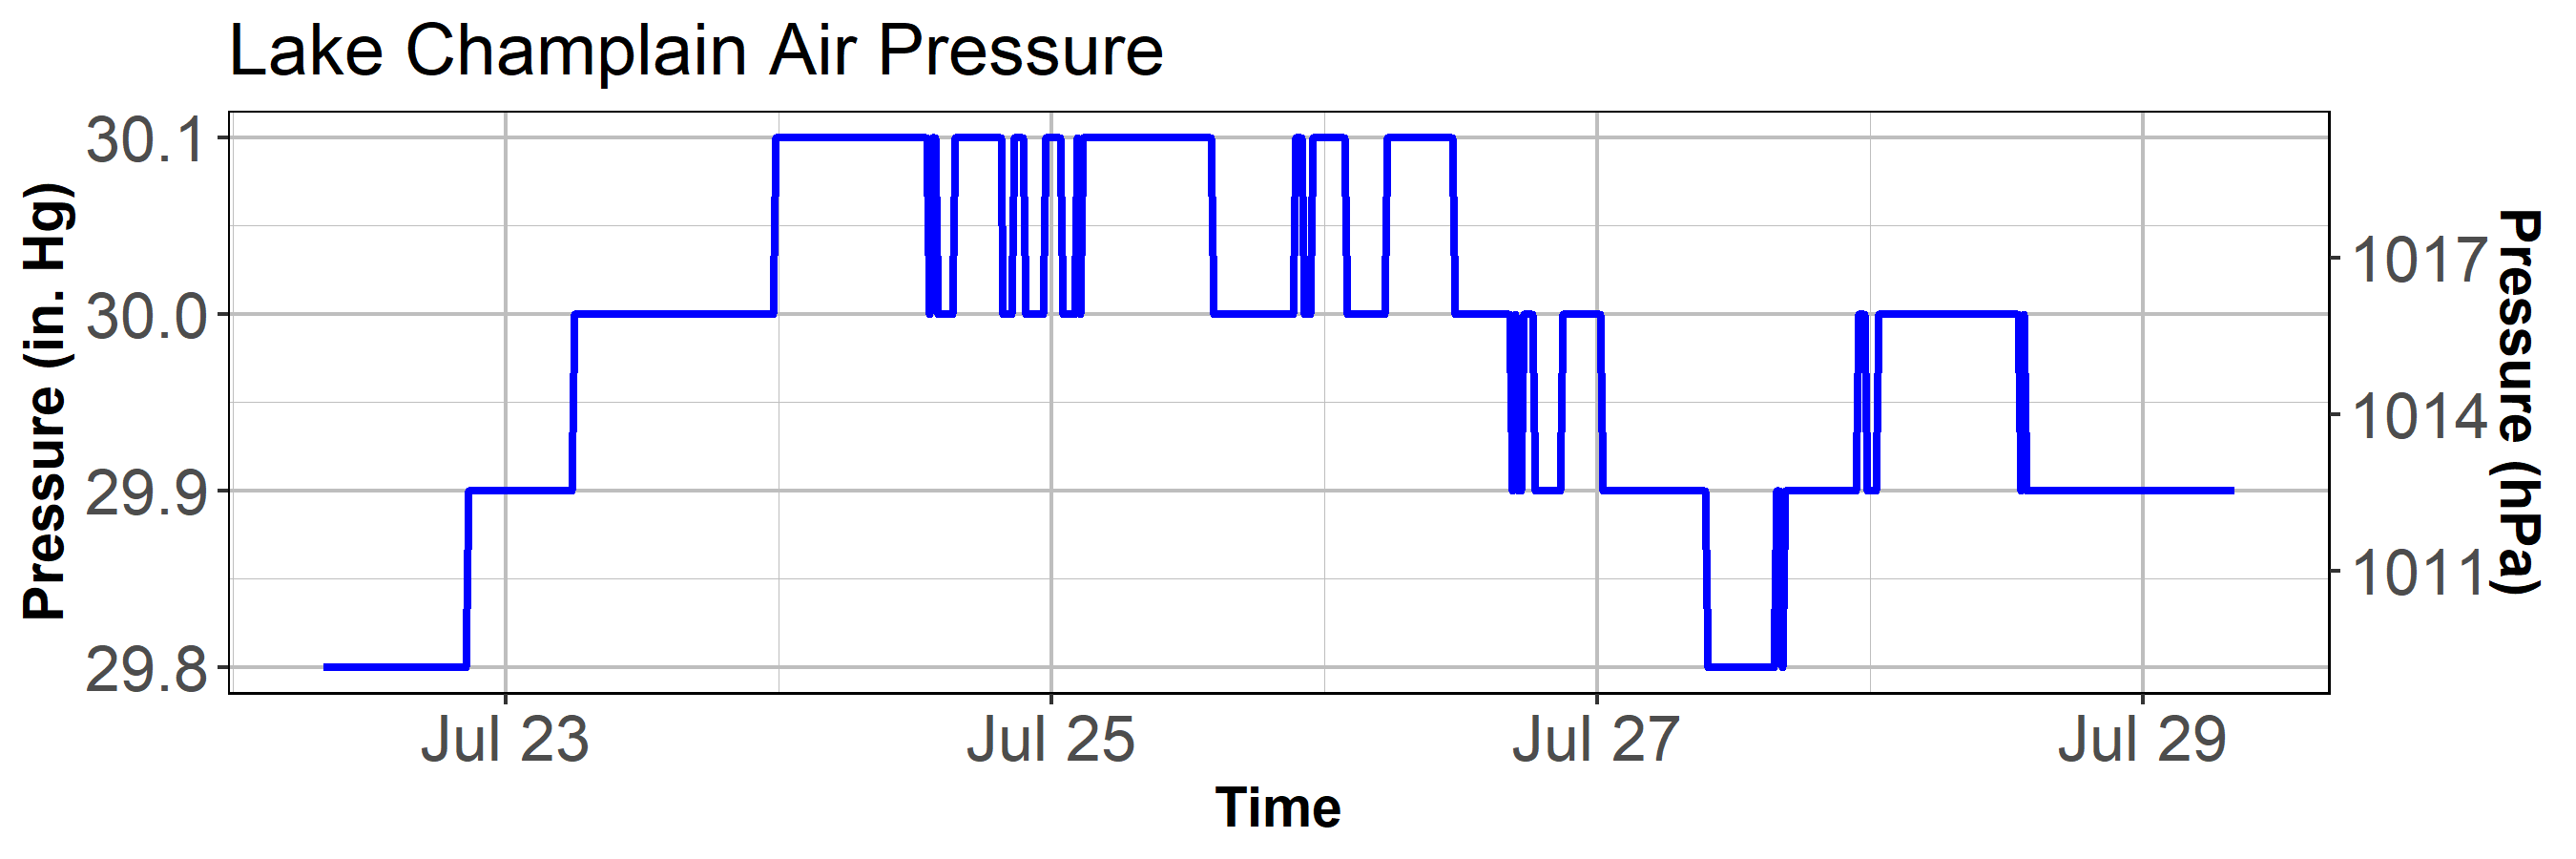 Lake Champlain Air Pressure
Pressure (in. Hg)
30.1
30.0
29.9
29.8
1017
1014
1011
Pressure (hPa)
Jul 23 Jul 25 Jul 27 Jul 29
Time